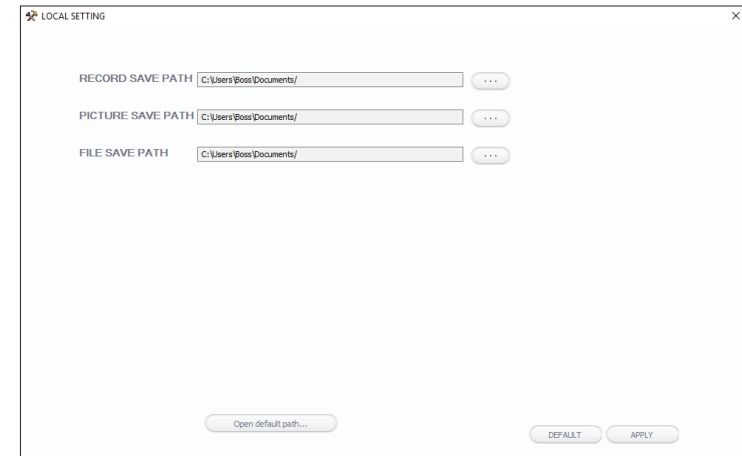 LOCAL SETTING
RECORD SAVE PATH C:\Users\Boss\Documents/ ...
PICTURE SAVE PATH C:\Users\Boss\Documents/ ...
FILE SAVE PATH C:\Users\Boss\Documents/ ...
Open default path...
DEFAULT APPLY